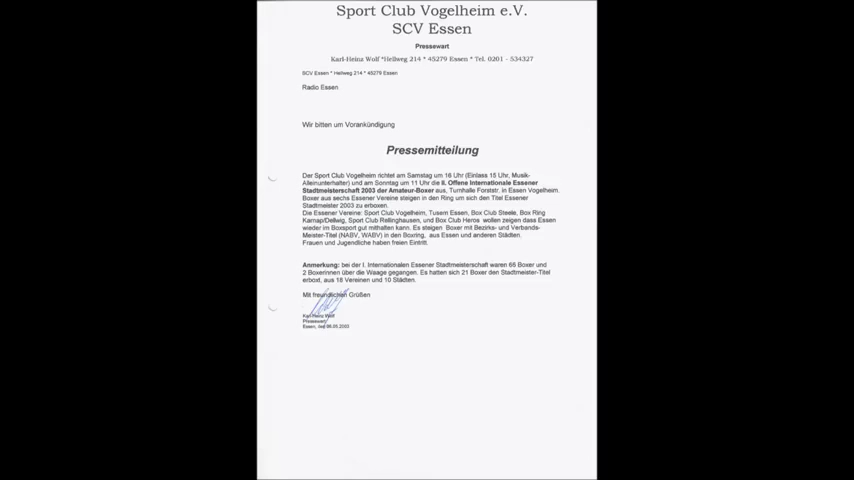 Sport Club Vogelheim e.V.
SCV Essen
Pressewart
Karl-Heinz Wolf *Hellweg 214 * 45279 Essen * Tel. 0201 - 534327
SCV Essen * Hellweg 214 * 45279 Essen
Radio Essen
Wir bitten um Vorankündigung
Pressemitteilung
Der Sport Club Vogelheim richtet am Samstag um 16 Uhr (Einlass 15 Uhr, Musik-
Alleinunterhalter) und am Sonntag um 11 Uhr die II. Offene Internationale Essener
Stadtmeisterschaft 2003 der Amateur-Boxer aus, Turnhalle Forststr. in Essen Vogelheim.
Boxer aus sechs Essener Vereine steigen in den Ring um sich den Titel Essener
Stadtmeister 2003 zu erboxen.
Die Essener Vereine: Sport Club Vogelheim, Tusem Essen, Box Club Steele, Box Ring
Karnap/Dellwig, Sport Club Rellinghausen, und Box Club Heros wollen zeigen dass Essen
wieder im Boxsport gut mithalten kann. Es steigen Boxer mit Bezirks- und Verbands-
Meister-Titel (NABV, WABV) in den Boxring, aus Essen und anderen Städten.
Frauen und Jugendliche haben freien Eintritt.
Anmerkung: bei der I. Internationalen Essener Stadtmeisterschaft waren 66 Boxer und
2 Boxerinnen über die Waage gegangen. Es hatten sich 21 Boxer den Stadtmeister-Titel
erboxt, aus 18 Vereinen und 10 Städten.
Mit freundlichen Grüßen
Karl-Heinz Wolf
Pressewart
Essen, den 06.05.2003